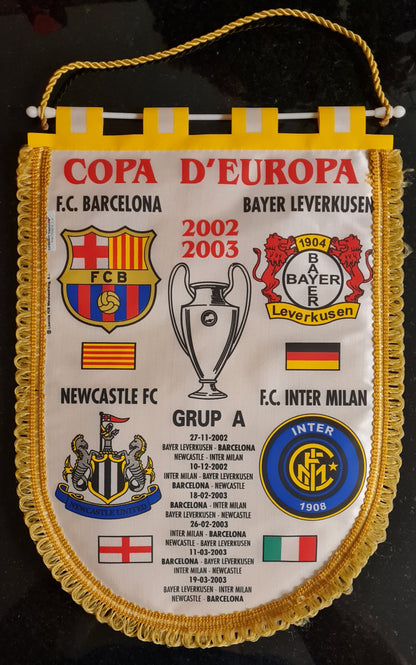 COPA D'EUROPA
F.C. BARCELONA
BAYER LEVERKUSEN
2002
2003
FCB
1904
BAYER
BAYER
Leverkusen
NEWCASTLE FC
F.C. INTER MILAN
GRUP A
NEWCASTLE UNITED
INTER
1908
27-11-2002
BAYER LEVERKUSEN - BARCELONA
NEWCASTLE - INTER MILAN
10-12-2002
INTER MILAN - BAYER LEVERKUSEN
BARCELONA - NEWCASTLE
18-02-2003
BARCELONA - INTER MILAN
BAYER LEVERKUSEN - NEWCASTLE
26-02-2003
INTER MILAN - BARCELONA
NEWCASTLE - BAYER LEVERKUSEN
11-03-2003
BARCELONA - BAYER LEVERKUSEN
INTER MILAN - NEWCASTLE
19-03-2003
BAYER LEVERKUSEN - INTER MILAN
NEWCASTLE - BARCELONA